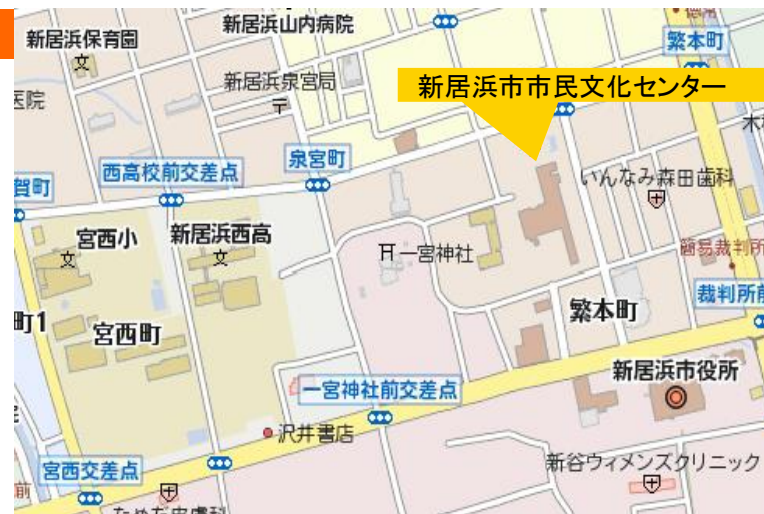 新居浜保育園
新居浜山内病院
繁本町
新居浜泉宮局
新居浜市市民文化センター
医院
泉宮町
西高校前交差点
賀町
いんなみ森田歯科
宮西小
新居浜西高
一宮神社
簡易裁判所
裁判所前
繁本町
町1
宮西町
新居浜市役所
一宮神社前交差点
沢井書店
宮西交差点
新谷ウィメンズクリニック
前